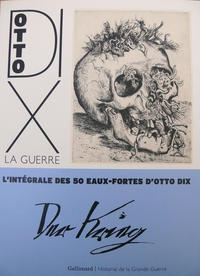 OTTO
DIX
LA GUERRE
L'INTÉGRALE DES 50 EAUX-FORTES D'OTTO DIX
Der Krieg
Gallimard | Historial de la Grande Guerre